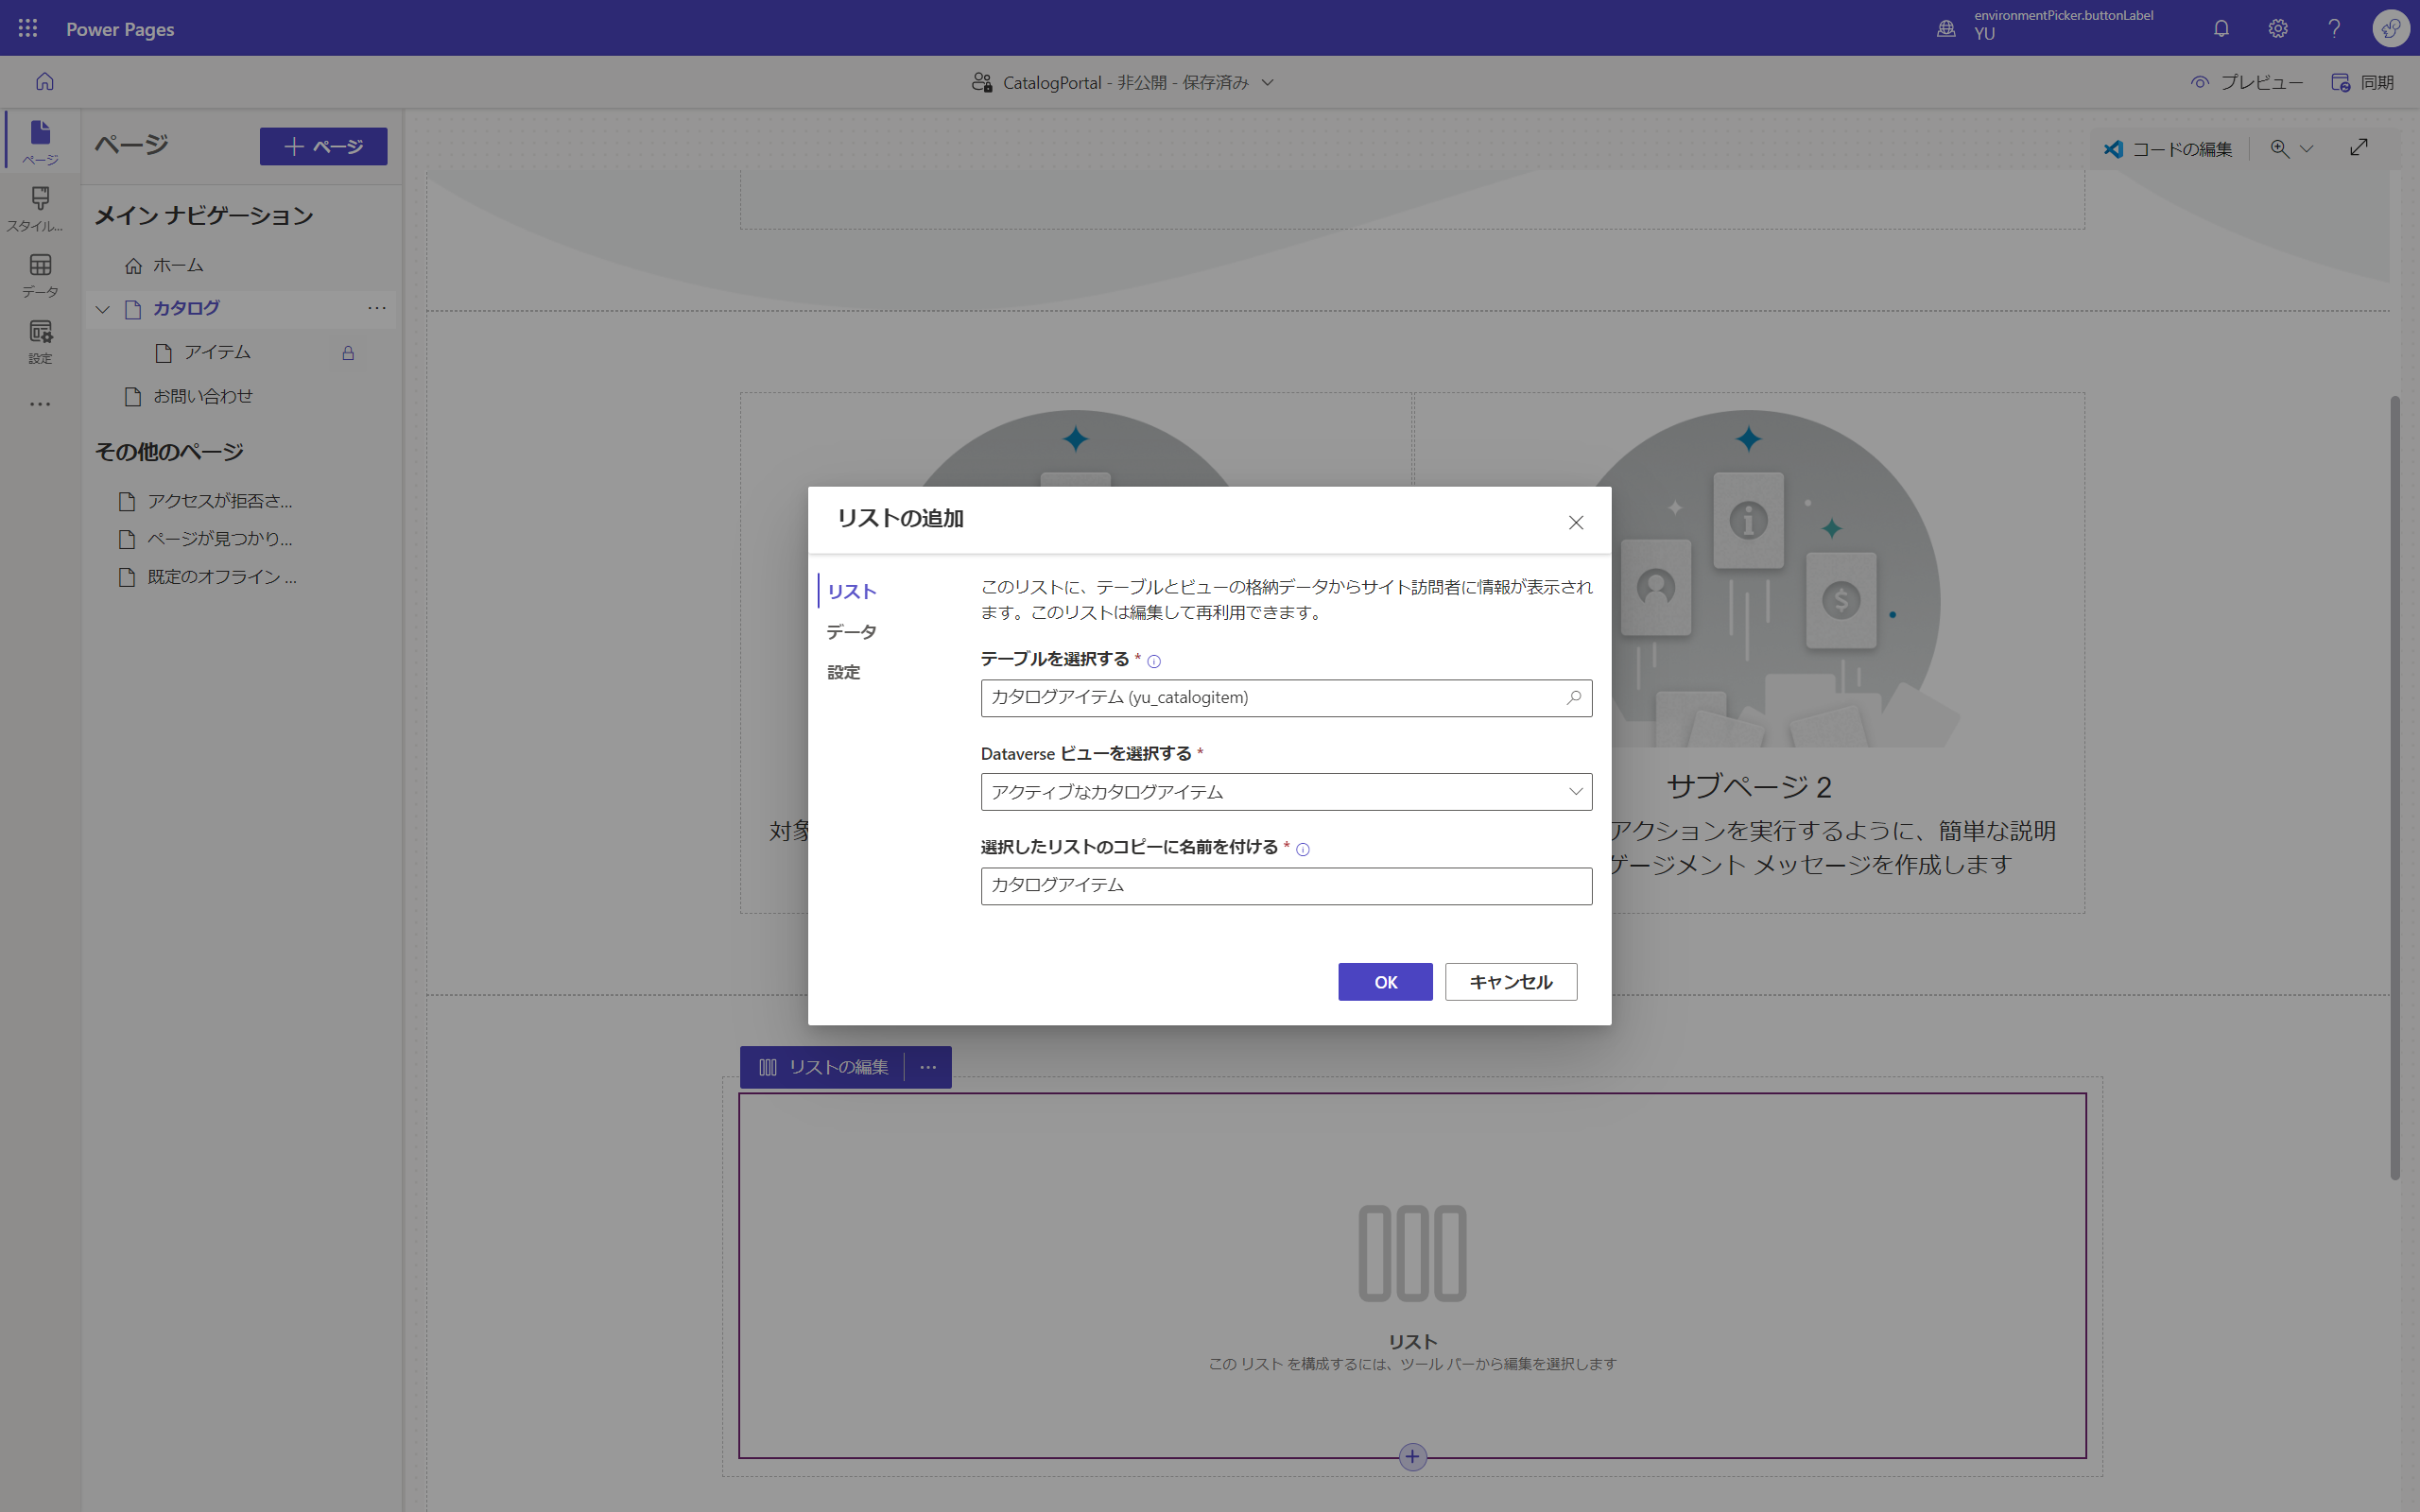 Power Pages
environmentPicker.buttonLabel
YU
CatalogPortal - 非公開 - 保存済み
プレビュー
同期
ページ
スタイル...
データ
設定
ページ
ページ
メイン ナビゲーション
ホーム
カタログ
アイテム
お問い合わせ
その他のページ
アクセスが拒否さ...
ページが見つかり...
既定のオフライン ...
コードの編集
リストの追加
リスト
データ
設定
このリストに、テーブルとビューの格納データからサイト訪問者に情報が表示され
ます。このリストは編集して再利用できます。
テーブルを選択する *
カタログアイテム (yu_catalogitem)
Dataverse ビューを選択する *
アクティブなカタログアイテム
選択したリストのコピーに名前を付ける *
カタログアイテム
OK
キャンセル
サブページ 2
対象
アクションを実行するように、簡単な説明
ゲージメント メッセージを作成します
リストの編集
リスト
この リスト を構成するには、ツール バーから編集を選択します